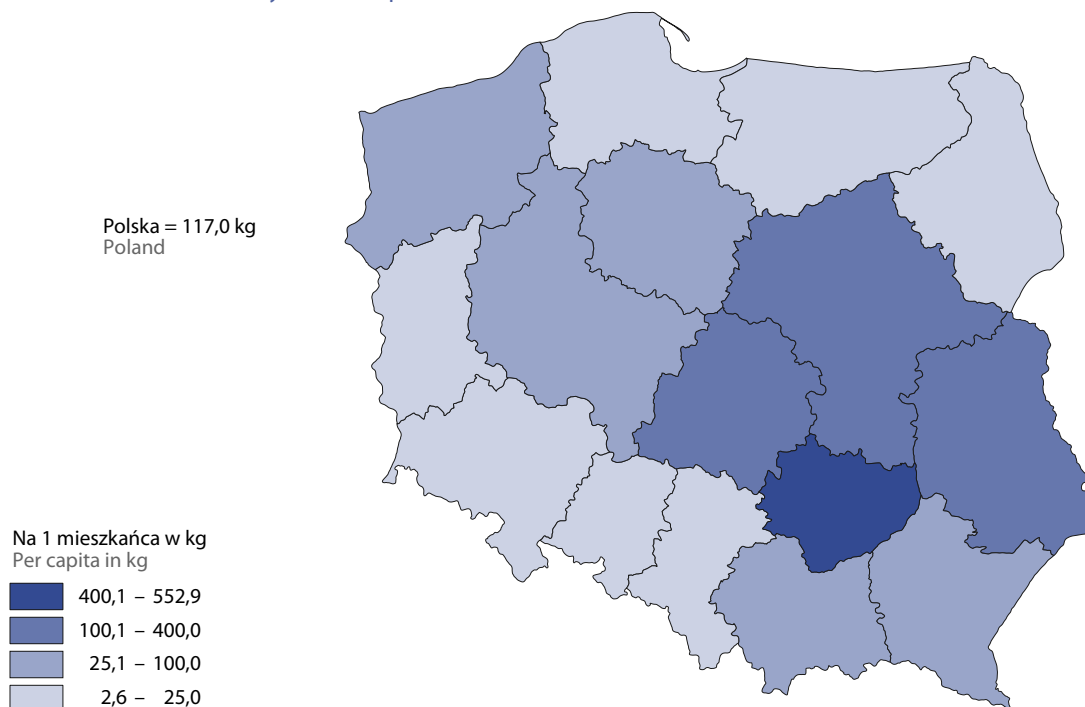 Polska = 117,0 kg
Poland
Na 1 mieszkańca w kg
Per capita in kg
400,1 – 552,9
100,1 – 400,0
25,1 – 100,0
2,6 – 25,0